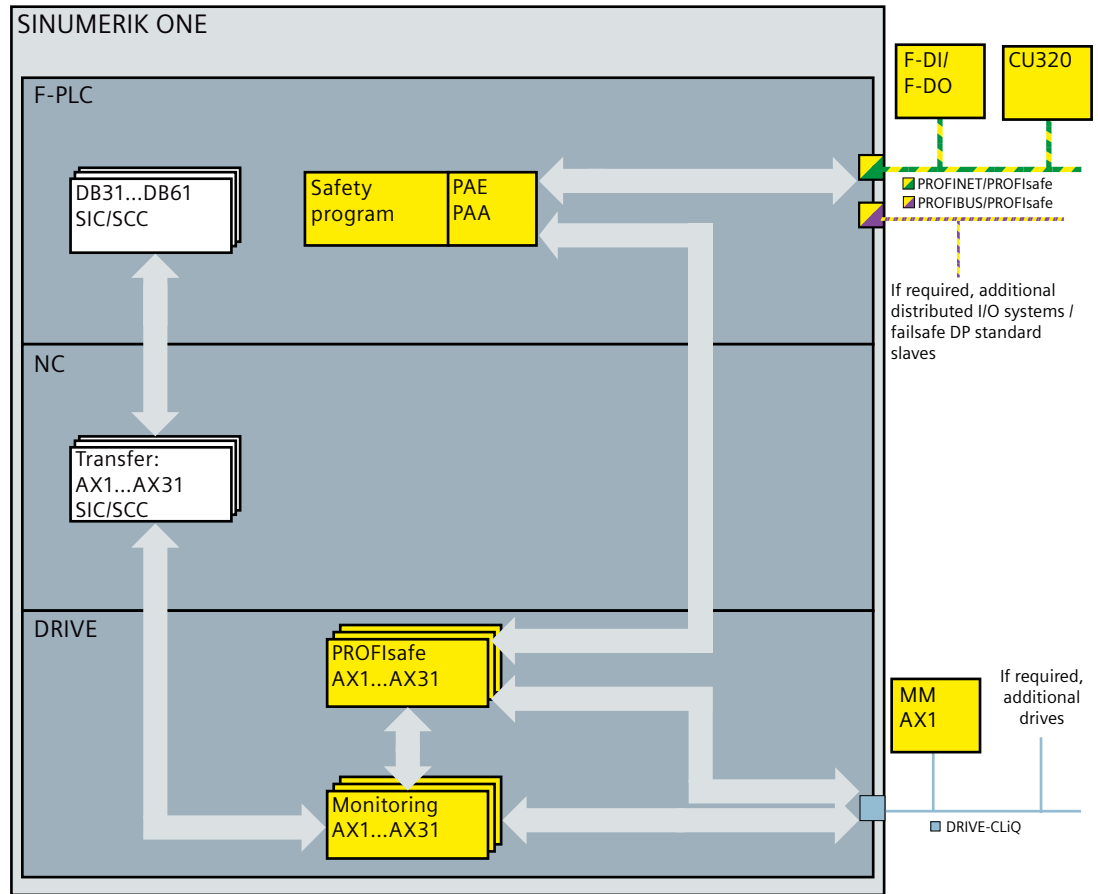 SINUMERIK ONE
F-PLC
DB31...DB61
SIC/SCC
Safety
program
PAE
PAA
F-DI/
F-DO
CU320
PROFINET/PROFIsafe
PROFIBUS/PROFIsafe
If required, additional
distributed I/O systems /
failsafe DP standard
slaves
NC
Transfer:
AX1...AX31
SIC/SCC
DRIVE
PROFIsafe
AX1...AX31
Monitoring
AX1...AX31
MM
AX1
If required,
additional
drives
DRIVE-CLiQ